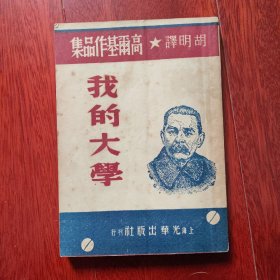 高爾基作品集★胡明譯
我的大學
上海光華出版社刊行